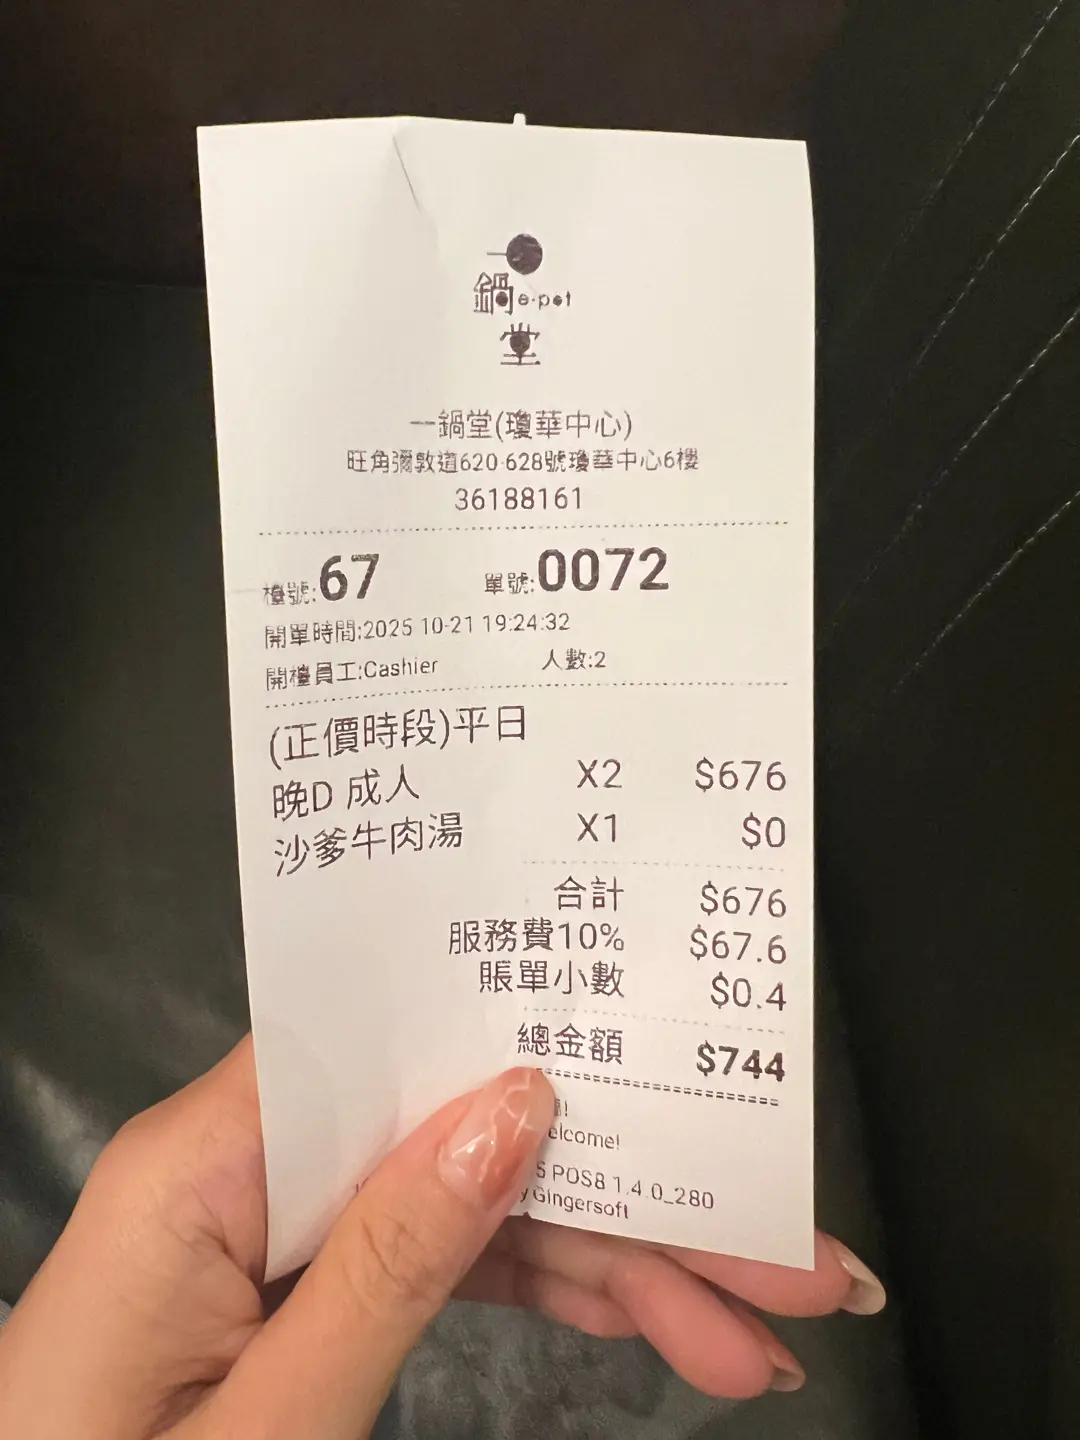 一
鍋 e·pot
堂
一鍋堂(瓊華中心)
旺角彌敦道620-628號瓊華中心6樓
36188161
檯號:67 單號:0072
開單時間:2025-10-21 19:24:32
開檯員工:Cashier 人數:2
(正價時段)平日
晚D 成人 X2 $676
沙爹牛肉湯 X1 $0
合計 $676
服務費10% $67.6
賬單小數 $0.4
總金額 $744
!
elcome!
S POS8 1.4.0_280
y Gingersoft